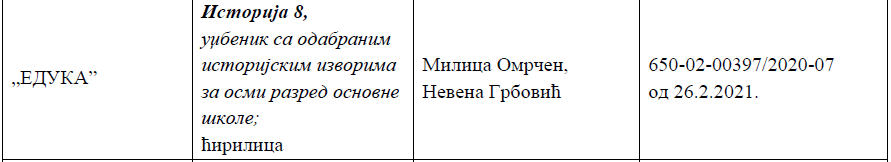 „ЕДУКА”
Историја 8,
уџбеник са одабраним
историјским изворима
за осми разред основне
школе;
ћирилица
Милица Омрчен,
Невена Грбовић
650-02-00397/2020-07
од 26.2.2021.